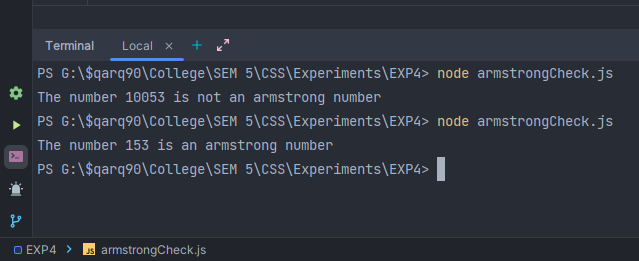 Terminal Local × +
PS G:\$qarq90\College\SEM 5\CSS\Experiments\EXP4> node armstrongCheck.js
The number 10053 is not an armstrong number
PS G:\$qarq90\College\SEM 5\CSS\Experiments\EXP4> node armstrongCheck.js
The number 153 is an armstrong number
PS G:\$qarq90\College\SEM 5\CSS\Experiments\EXP4>
EXP4 > JS armstrongCheck.js